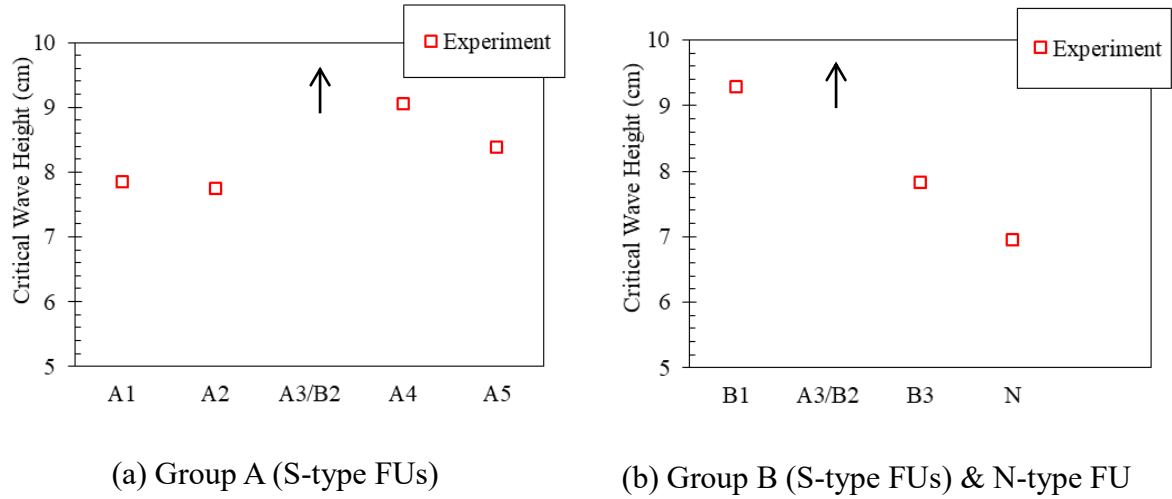 Experiment
Critical Wave Height (cm)
10
9
8
7
6
5
A1 A2 A3/B2 A4 A5
(a) Group A (S-type FUs)
Experiment
Critical Wave Height (cm)
10
9
8
7
6
5
B1 A3/B2 B3 N
(b) Group B (S-type FUs) & N-type FU